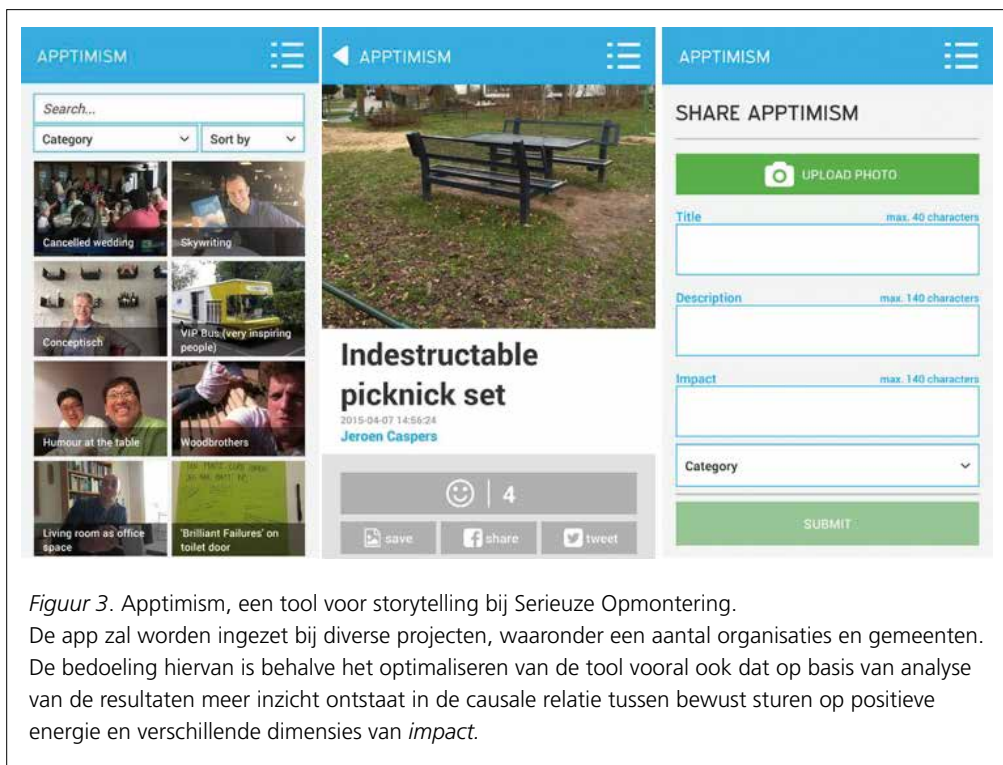 APPTIMISM
Search...
Category
Sort by
Cancelled wedding
Skywriting
Conceptisch
VIP Bus (very inspiring
people)
Humour at the table
Woodbrothers
Living room as office
space
'Brilliant Failures' on
toilet door
APPTIMISM
Indestructable
picknick set
2015-04-07 14:56:24
Jeroen Caspers
4
save
share
tweet
APPTIMISM
SHARE APPTIMISM
UPLOAD PHOTO
Title max. 40 characters
Description max. 140 characters
Impact max. 140 characters
Category
SUBMIT
Figuur 3. Apptimism, een tool voor storytelling bij Serieuze Opmontering.
De app zal worden ingezet bij diverse projecten, waaronder een aantal organisaties en gemeenten.
De bedoeling hiervan is behalve het optimaliseren van de tool vooral ook dat op basis van analyse
van de resultaten meer inzicht ontstaat in de causale relatie tussen bewust sturen op positieve
energie en verschillende dimensies van impact.